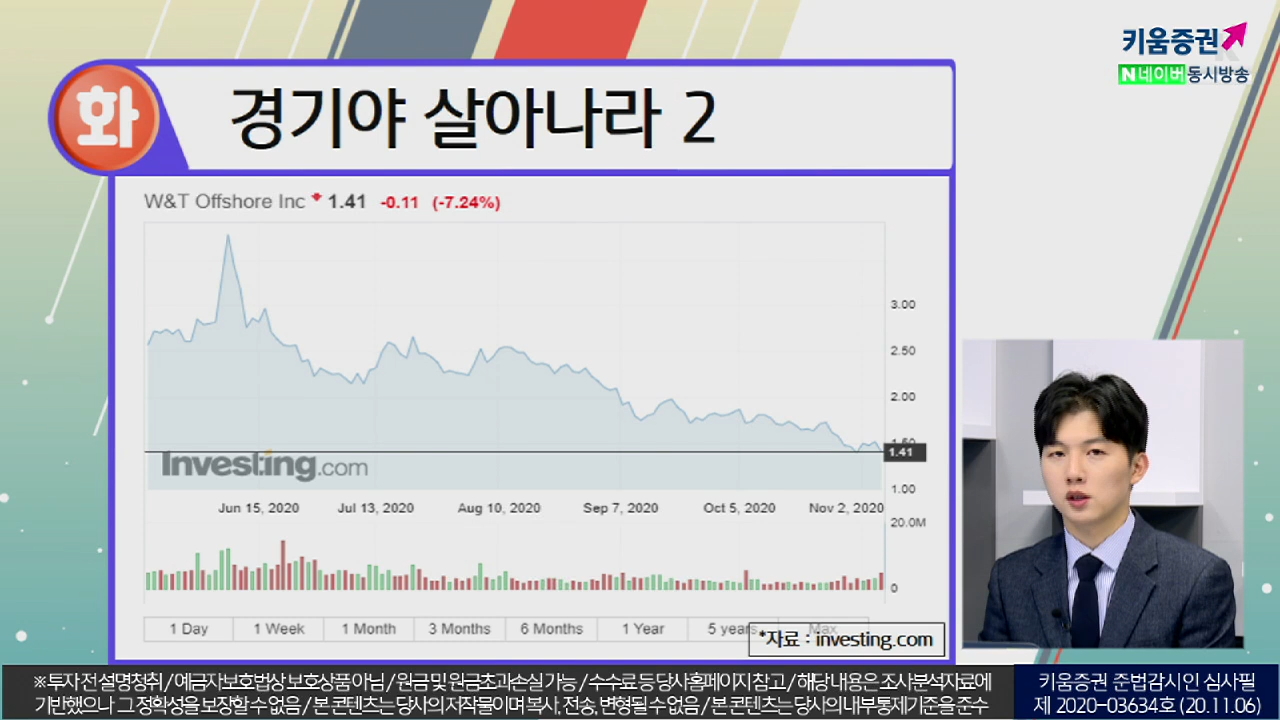 키움증권
N네이버 동시방송
화
경기야 살아나라 2
W&T Offshore Inc 1.41 -0.11 (-7.24%)
3.00
2.50
2.00
1.50
1.41
1.00
Investing.com
Jun 15, 2020 Jul 13, 2020 Aug 10, 2020 Sep 7, 2020 Oct 5, 2020 Nov 2, 2020
20.0M
0
1 Day 1 Week 1 Month 3 Months 6 Months 1 Year 5 years Max
*자료 : investing.com
※ 투자 전 설명청취 / 예금자보호법상 보호상품 아님 / 원금 및 원금초과손실 가능 / 수수료 등 당사홈페이지 참고 / 해당 내용은 조사분석자료에
기반했으나 그 정확성을 보장할 수 없음 / 본 콘텐츠는 당사의 저작물이며 복사, 전송, 변형될 수 없음 / 본 콘텐츠는 당사의 내부통제기준을 준수
키움증권 준법감시인 심사필
제 2020-03634호 (20.11.06)